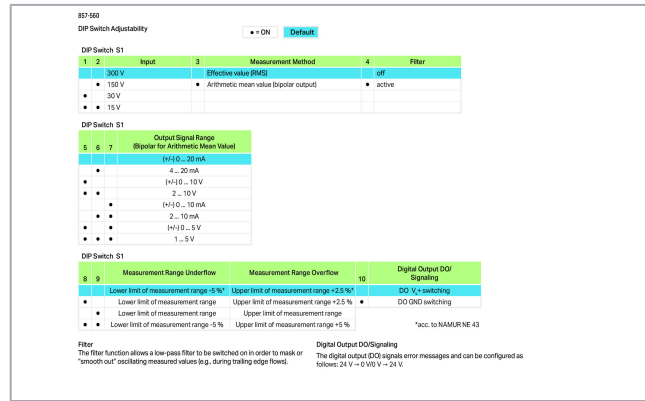 857-560
DIP Switch Adjustability
● = ON Default
DIP Switch S1
1 2 Input 3 Measurement Method 4 Filter
300 V Effective value (RMS) off
● 150 V ● Arithmetic mean value (bipolar output) ● active
● 30 V
● ● 15 V
DIP Switch S1
Output Signal Range
5 6 7 (Bipolar for Arithmetic Mean Value)
(+/-) 0 ... 20 mA
● 4 ... 20 mA
● (+/-) 0 ... 10 V
● ● 2 ... 10 V
● (+/-) 0 ... 10 mA
● ● 2 ... 10 mA
● ● (+/-) 0 ... 5 V
● ● ● 1 ... 5 V
DIP Switch S1
8 9 Measurement Range Underflow Measurement Range Overflow 10 Digital Output DO/
Signaling
Lower limit of measurement range -5 %* Upper limit of measurement range +2.5 %* DO Vs+ switching
● Lower limit of measurement range Upper limit of measurement range +2.5 % ● DO GND switching
● Lower limit of measurement range Upper limit of measurement range
● ● Lower limit of measurement range -5 % Upper limit of measurement range +5 % *acc. to NAMUR NE 43
Filter
The filter function allows a low-pass filter to be switched on in order to mask or
"smooth out" oscillating measured values (e.g., during trailing edge flows).
Digital Output DO/Signaling
The digital output (DO) signals error messages and can be configured as
follows: 24 V → 0 V/0 V → 24 V.